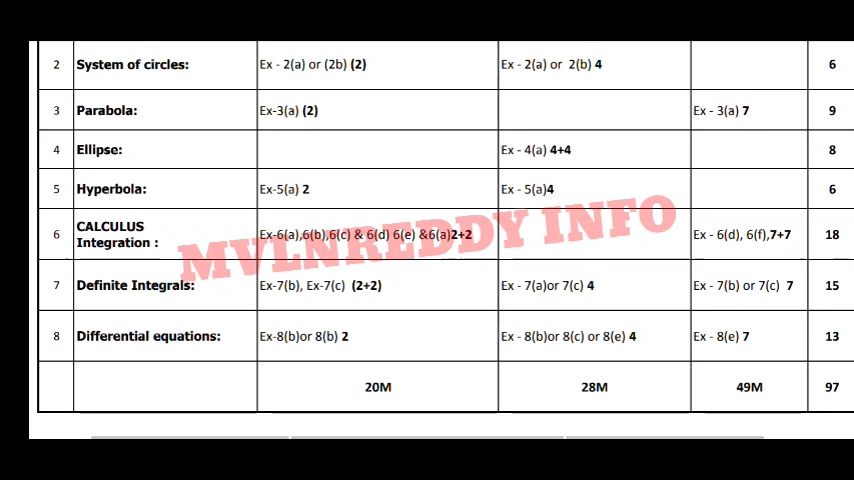 2 System of circles: Ex - 2(a) or (2b) (2) Ex - 2(a) or 2(b) 4 6
3 Parabola: Ex-3(a) (2) Ex - 3(a) 7 9
4 Ellipse: Ex - 4(a) 4+4 8
5 Hyperbola: Ex-5(a) 2 Ex - 5(a)4 6
6 CALCULUS
Integration : Ex-6(a),6(b),6(c) & 6(d) 6(e) &6(a)2+2 Ex - 6(d), 6(f),7+7 18
7 Definite Integrals: Ex-7(b), Ex-7(c) (2+2) Ex - 7(a)or 7(c) 4 Ex - 7(b) or 7(c) 7 15
8 Differential equations: Ex-8(b)or 8(b) 2 Ex - 8(b)or 8(c) or 8(e) 4 Ex - 8(e) 7 13
20M 28M 49M 97
MVLNREDDY INFO